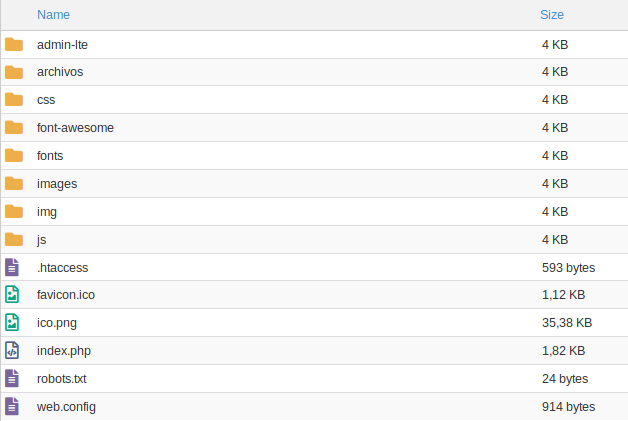 Name Size
admin-lte 4 KB
archivos 4 KB
css 4 KB
font-awesome 4 KB
fonts 4 KB
images 4 KB
img 4 KB
js 4 KB
.htaccess 593 bytes
favicon.ico 1,12 KB
ico.png 35,38 KB
index.php 1,82 KB
robots.txt 24 bytes
web.config 914 bytes